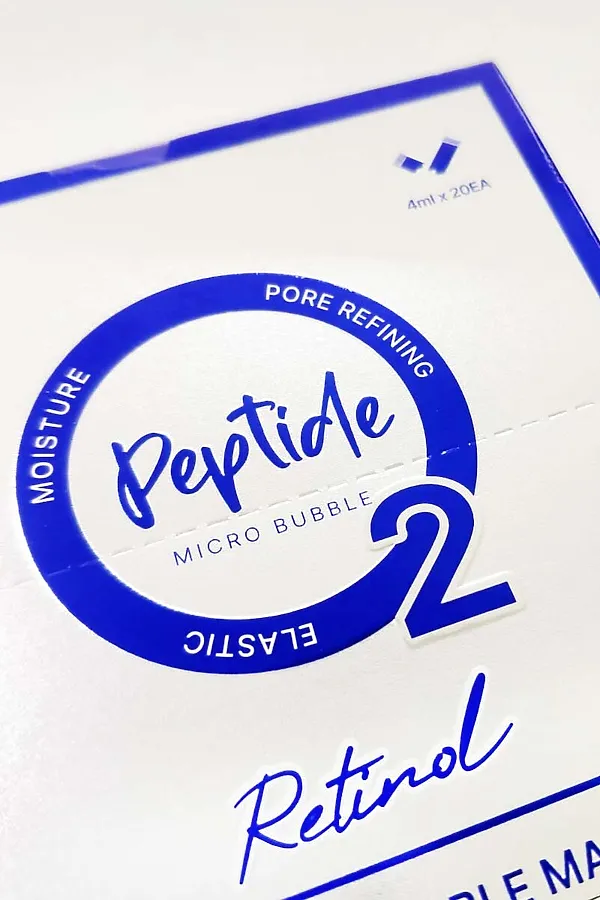 4ml x 20EA
PORE REFINING
MOISTURE
Peptide
MICRO BUBBLE
2
ELASTIC
Retinol